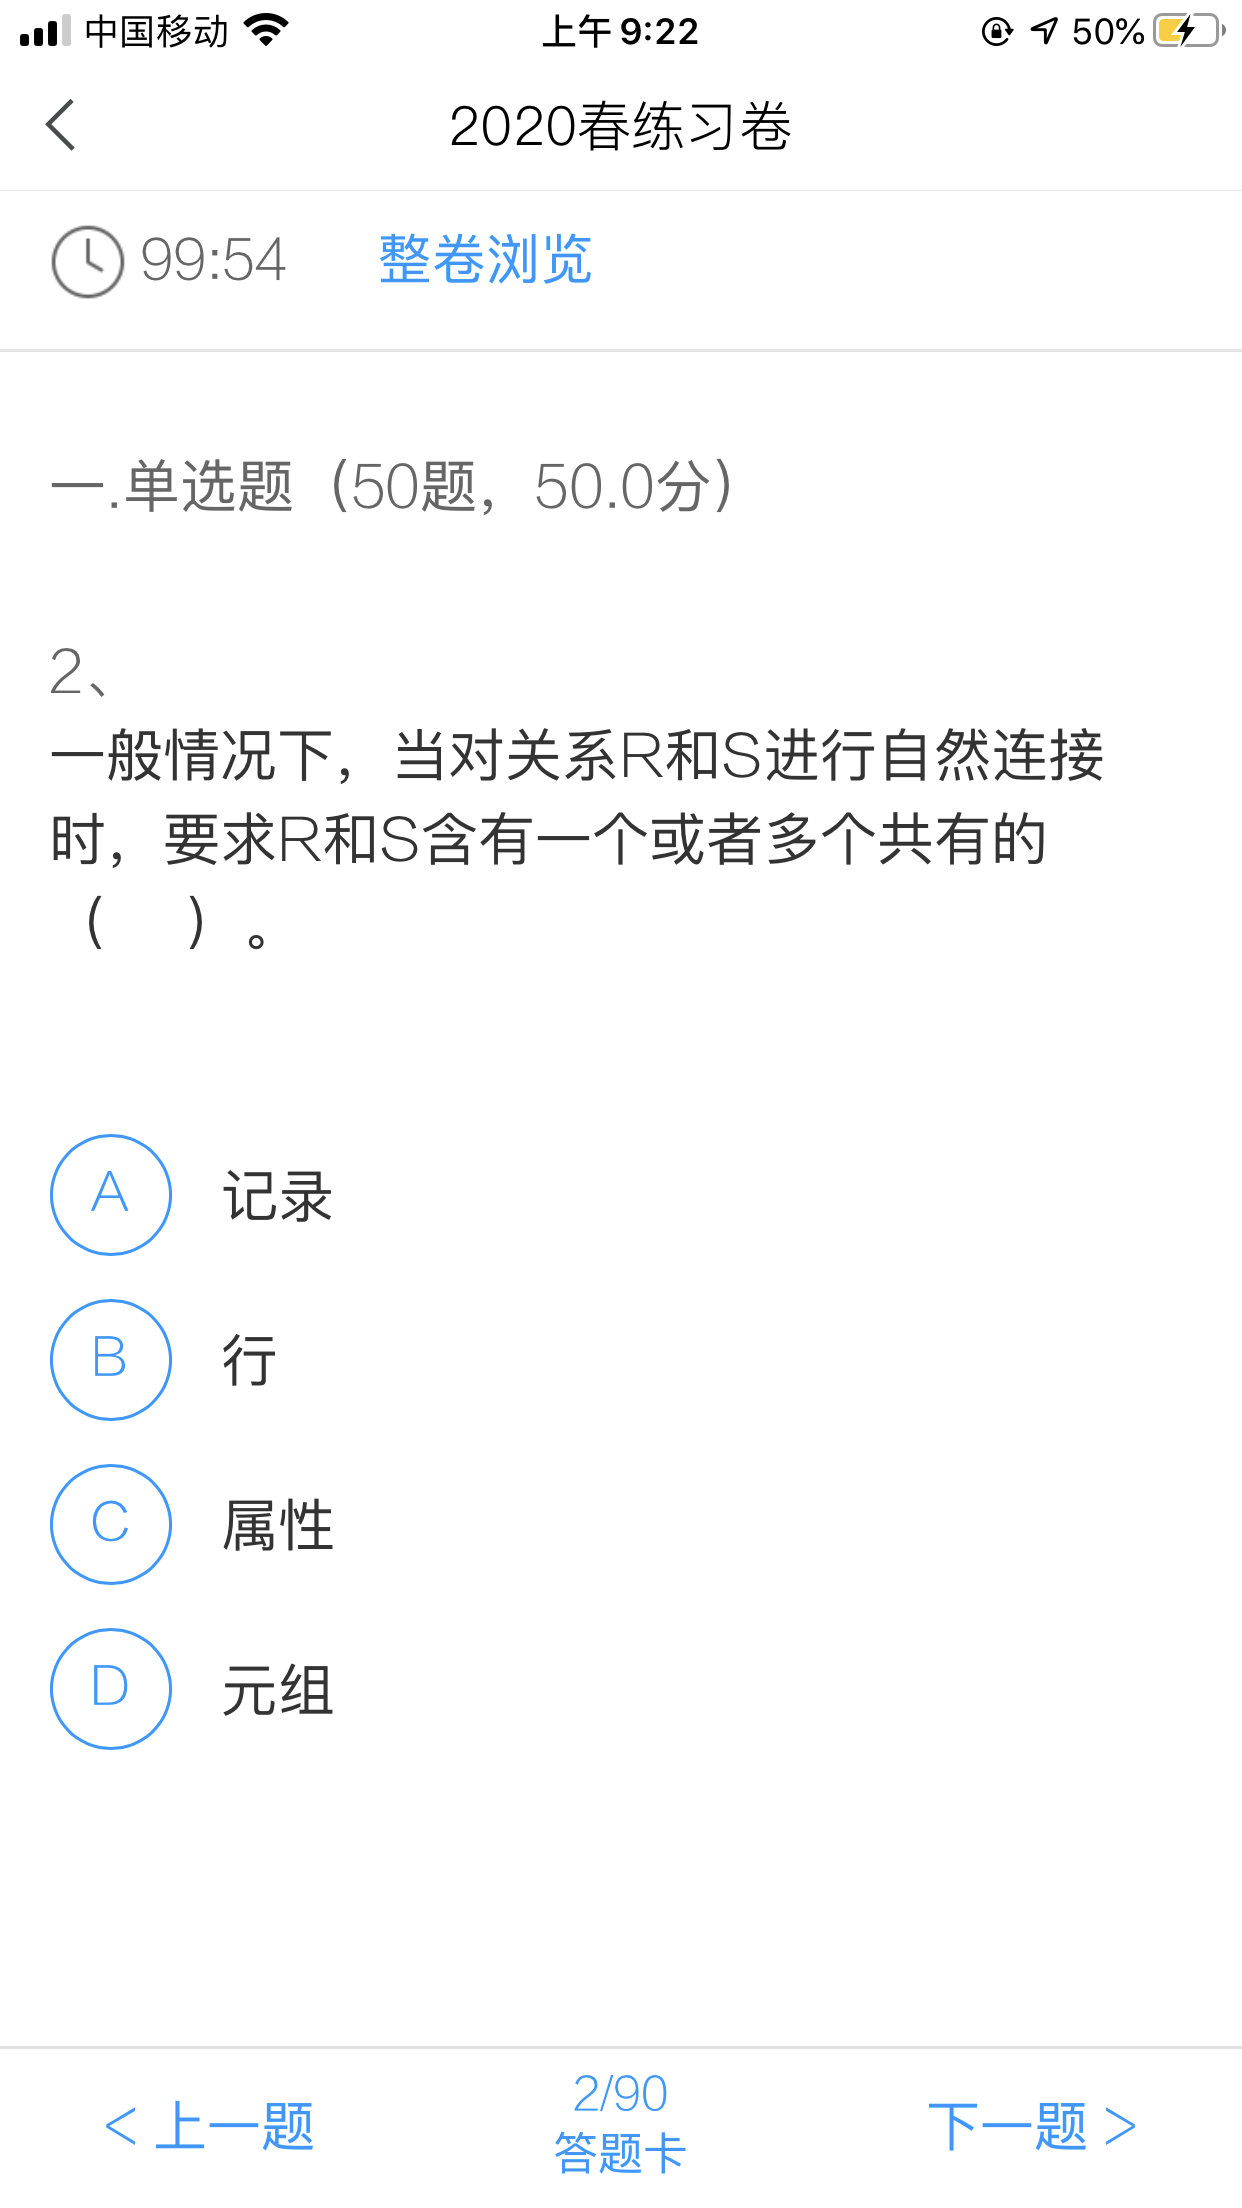 中国移动 上午 9:22 50%
2020春练习卷
99:54 整卷浏览
一.单选题（50题，50.0分）
2、
一般情况下，当对关系R和S进行自然连接
时，要求R和S含有一个或者多个共有的
（　）。
A 记录
B 行
C 属性
D 元组
< 上一题 2/90 下一题 >
答题卡